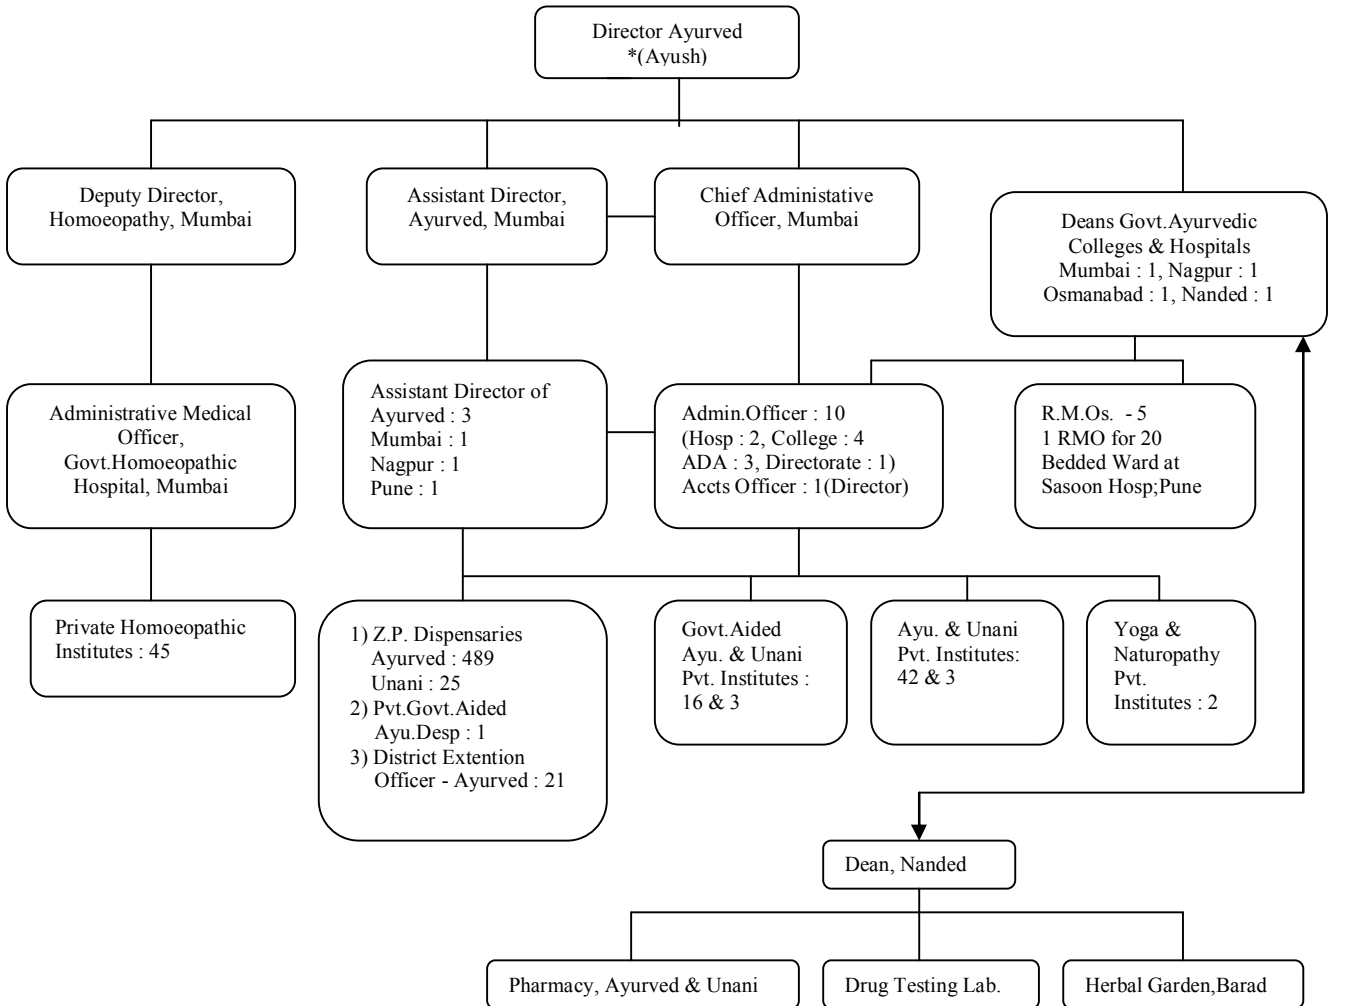 Director Ayurved
*(Ayush)
Deputy Director,
Homoeopathy, Mumbai
Assistant Director,
Ayurved, Mumbai
Chief Administative
Officer, Mumbai
Deans Govt.Ayurvedic
Colleges & Hospitals
Mumbai : 1, Nagpur : 1
Osmanabad : 1, Nanded : 1
Administrative Medical
Officer,
Govt.Homoeopathic
Hospital, Mumbai
Assistant Director of
Ayurved : 3
Mumbai : 1
Nagpur : 1
Pune : 1
Admin.Officer : 10
(Hosp : 2, College : 4
ADA : 3, Directorate : 1)
Accts Officer : 1(Director)
R.M.Os.  - 5
1 RMO for 20
Bedded Ward at
Sasoon Hosp;Pune
Private Homoeopathic
Institutes : 45
1) Z.P. Dispensaries
Ayurved : 489
Unani : 25
2) Pvt.Govt.Aided
Ayu.Desp : 1
3) District Extention
Officer - Ayurved : 21
Govt.Aided
Ayu. & Unani
Pvt. Institutes :
16 & 3
Ayu. & Unani
Pvt. Institutes:
42 & 3
Yoga &
Naturopathy
Pvt.
Institutes : 2
Dean, Nanded
Pharmacy, Ayurved & Unani
Drug Testing Lab.
Herbal Garden,Barad